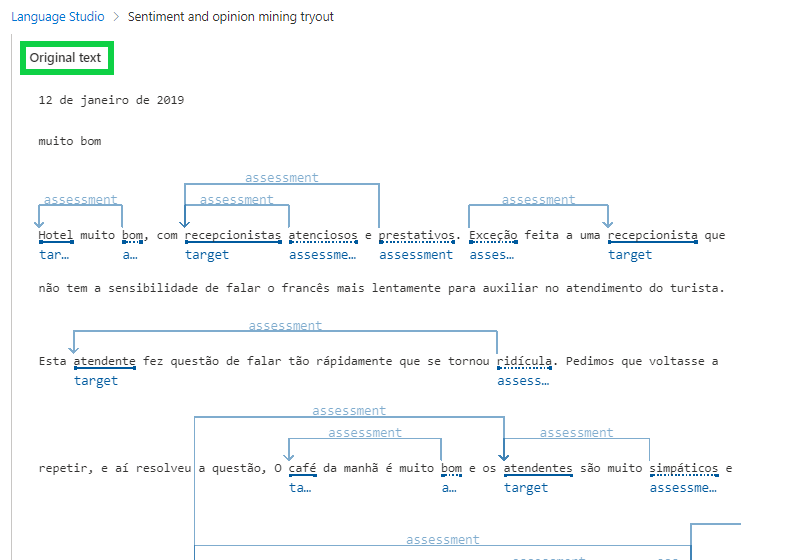 Language Studio > Sentiment and opinion mining tryout
Original text
12 de janeiro de 2019
muito bom
assessment
assessment assessment assessment
Hotel muito bom, com recepcionistas atenciosos e prestativos. Exceção feita a uma recepcionista que
tar... a... target assessme... assessment asses... target
não tem a sensibilidade de falar o francês mais lentamente para auxiliar no atendimento do turista.
assessment
Esta atendente fez questão de falar tão rápidamente que se tornou ridícula. Pedimos que voltasse a
target assess...
assessment
assessment assessment
repetir, e aí resolveu a questão, O café da manhã é muito bom e os atendentes são muito simpáticos e
ta... a... target assessme...
assessment